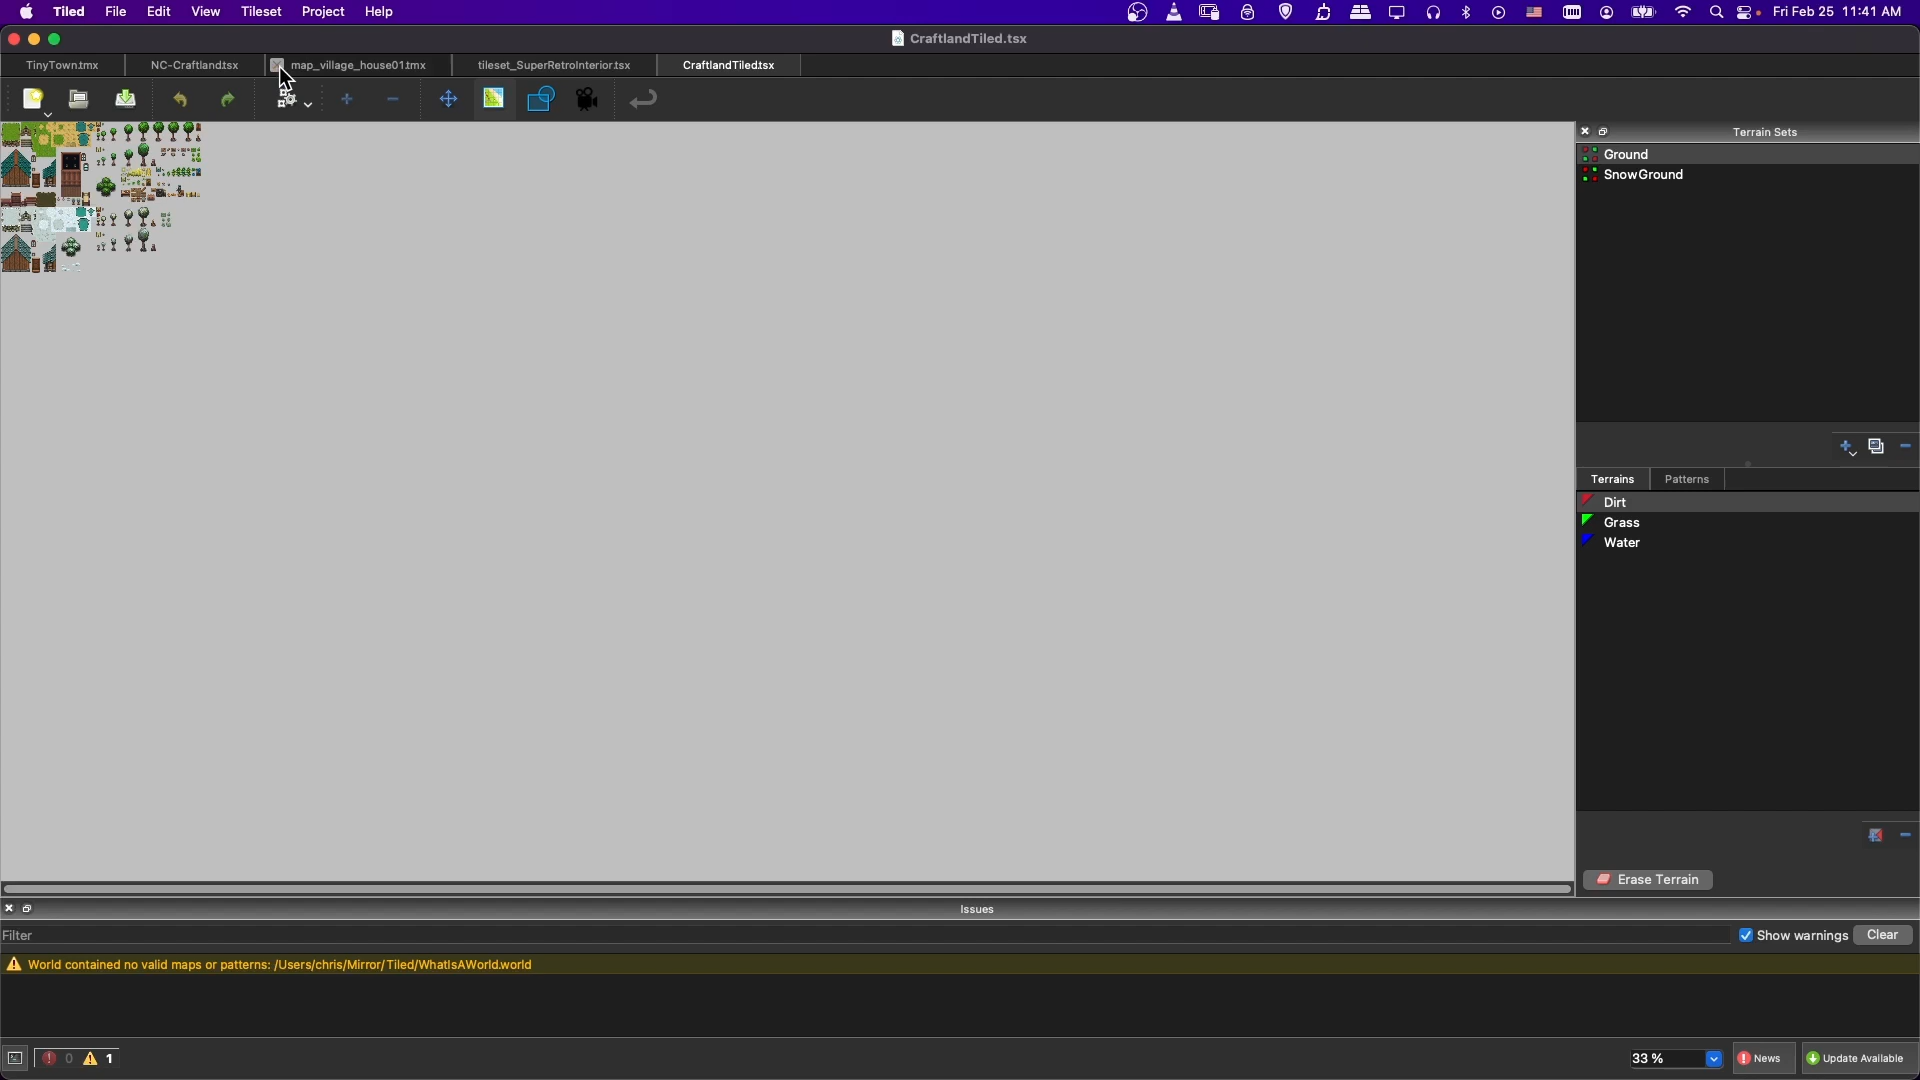 Tiled File Edit View Tileset Project Help Fri Feb 25 11:41 AM
CraftlandTiled.tsx
TinyTown.tmx NC-Craftland.tsx map_village_house01.tmx tileset_SuperRetroInterior.tsx CraftlandTiled.tsx
Terrain Sets
Ground
SnowGround
Terrains Patterns
Dirt
Grass
Water
Erase Terrain
Issues
Filter Show warnings Clear
World contained no valid maps or patterns: /Users/chris/Mirror/Tiled/WhatIsAWorld.world
0 1 33 % News Update Available